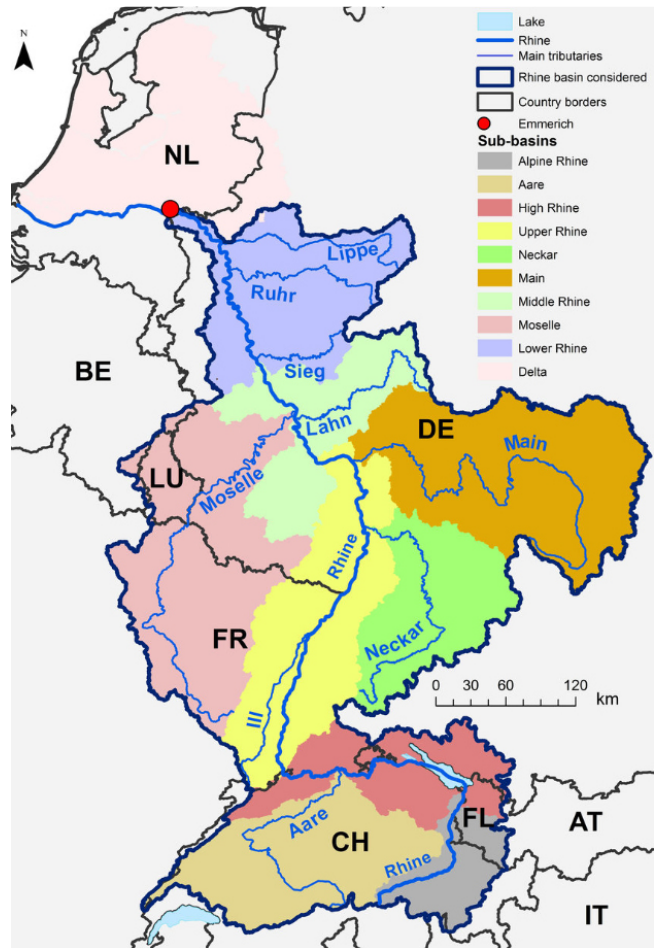 N
Lake
Rhine
Main tributaries
Rhine basin considered
Country borders
Emmerich
Sub-basins
Alpine Rhine
Aare
High Rhine
Upper Rhine
Neckar
Main
Middle Rhine
Moselle
Lower Rhine
Delta
NL
Lippe
Ruhr
BE
Sieg
Lahn
DE
Main
LU
Moselle
Rhine
FR
Neckar
Ill
0 30 60 120
km
Aare
CH
FL
AT
Rhine
IT